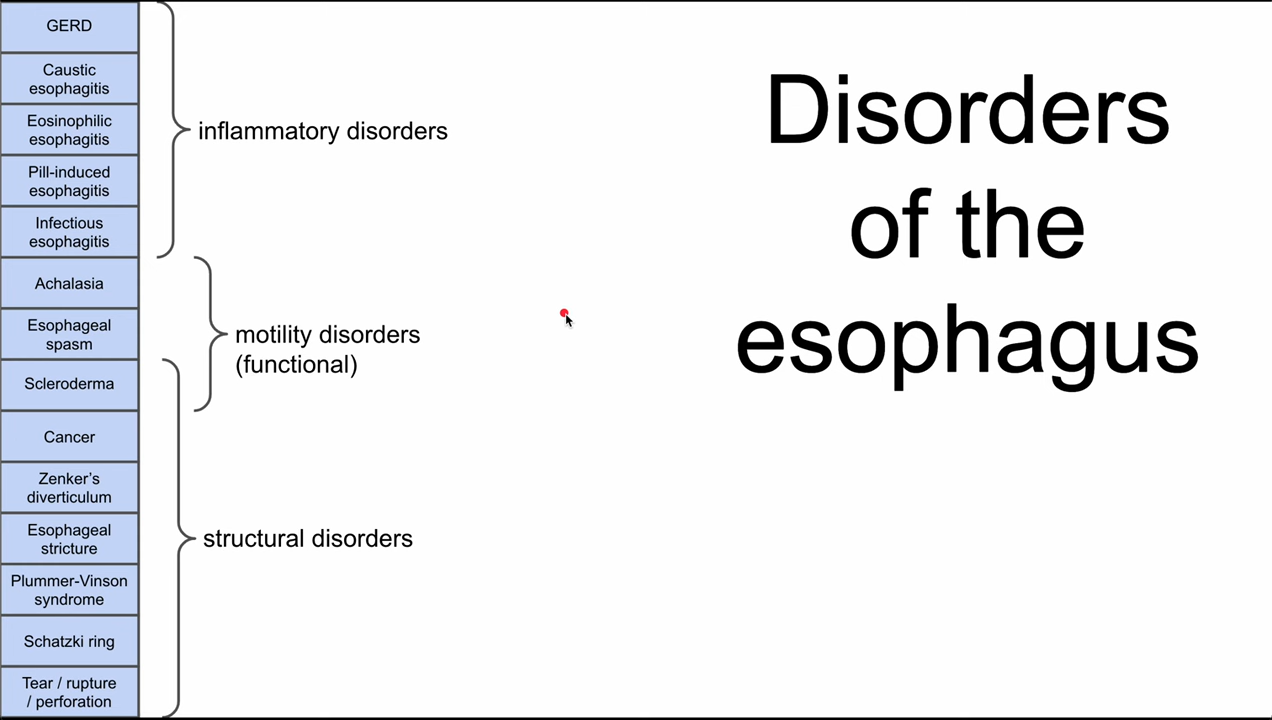 GERD
Caustic
esophagitis
Eosinophilic
esophagitis
Pill-induced
esophagitis
Infectious
esophagitis
Achalasia
Esophageal
spasm
Scleroderma
Cancer
Zenker's
diverticulum
Esophageal
stricture
Plummer-Vinson
syndrome
Schatzki ring
Tear / rupture
/ perforation
inflammatory disorders
motility disorders
(functional)
structural disorders
Disorders
of the
esophagus